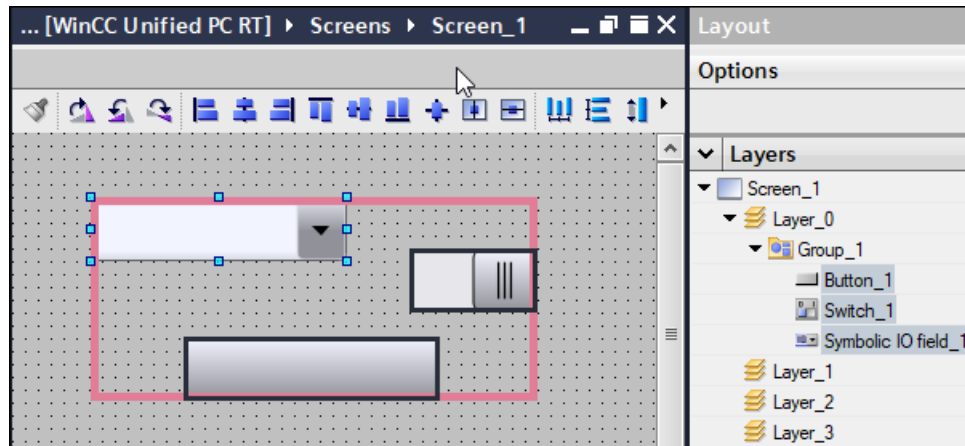 ... [WinCC Unified PC RT] ▸ Screens ▸ Screen_1
Layout
Options
Layers
Screen_1
Layer_0
Group_1
Button_1
Switch_1
Symbolic IO field_1
Layer_1
Layer_2
Layer_3